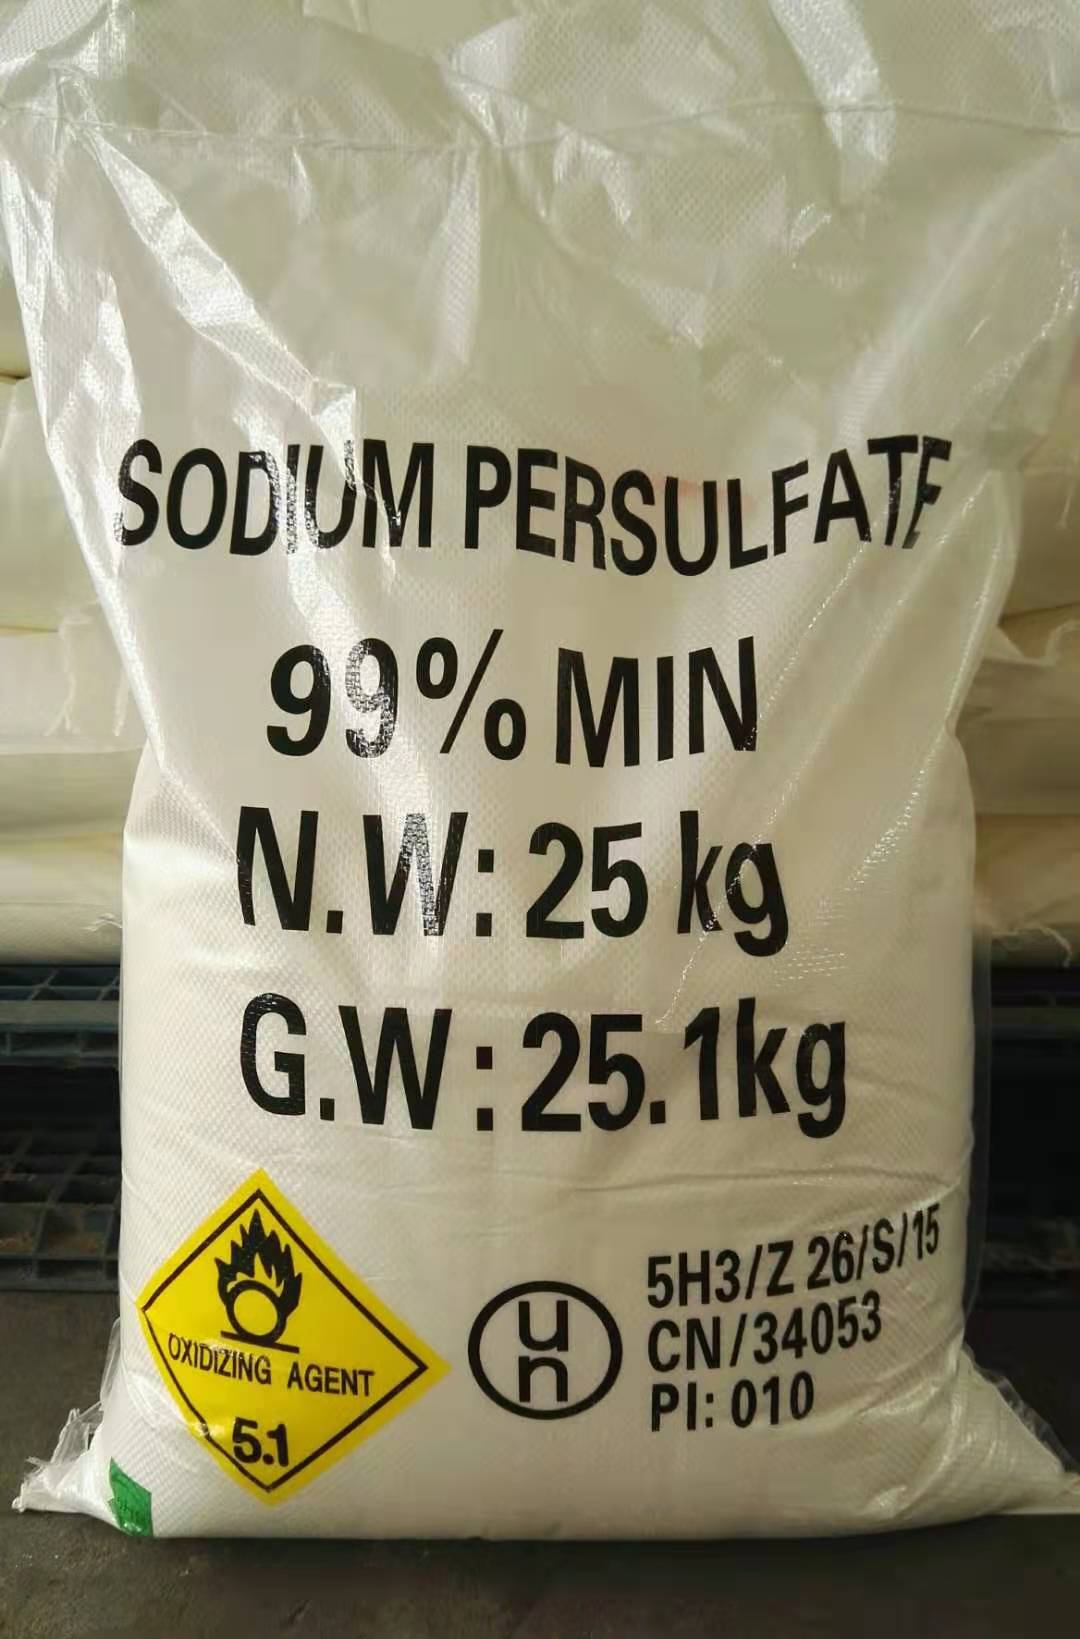 SODIUM PERSULFATE
99% MIN
N.W: 25 kg
G.W: 25.1kg
OXIDIZING AGENT
5.1
un
5H3/Z 26/S/15
CN/34053
PI: 010